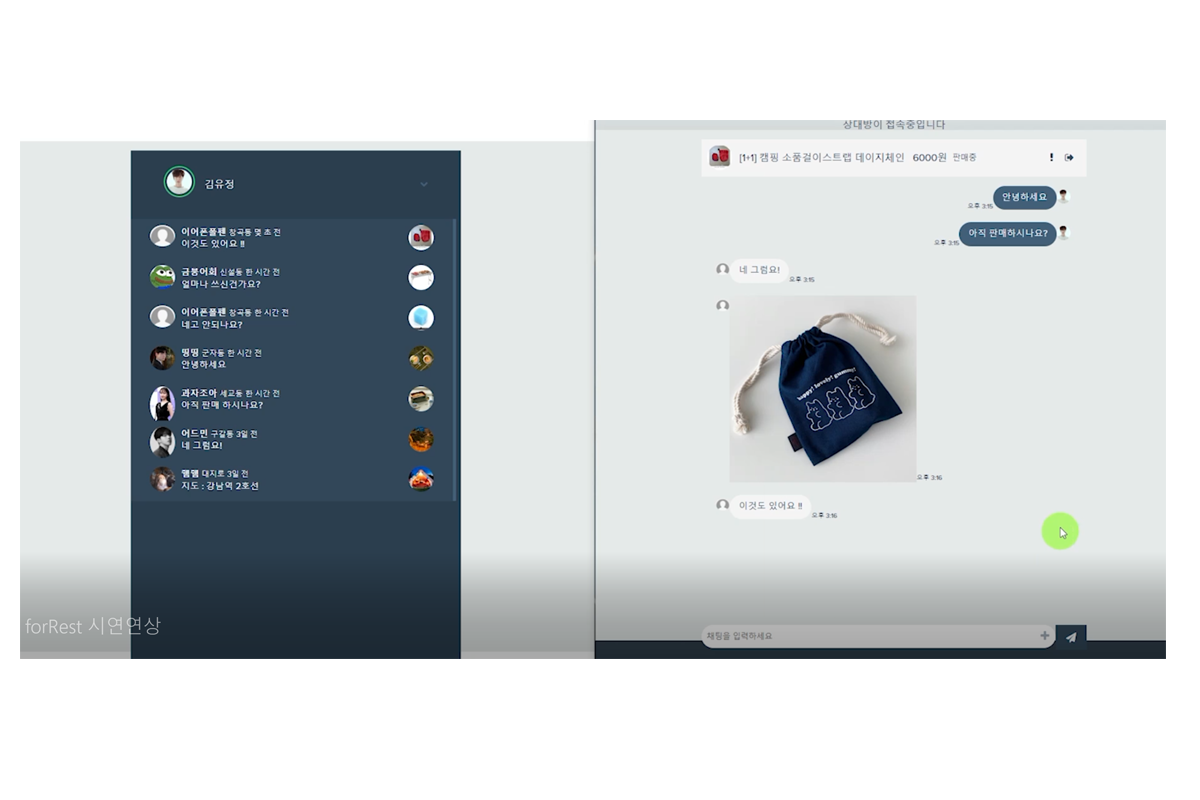 김유정
이어폰풀팬 창곡동 몇 초 전
이것도 있어요 !!
금붕어희 신설동 한 시간 전
얼마나 쓰신건가요?
이어폰풀팬 창곡동 한 시간 전
네고 안되나요?
띵띵 군자동 한 시간 전
안녕하세요
과자조아 세교동 한 시간 전
아직 판매 하시나요?
어드민 구갈동 3일 전
네 그럼요!
땜땜 대지로 3일 전
지도 : 강남역 2호선
forRest 시연연상
상대방이 접속중입니다
[1+1] 캠핑 소품걸이스트랩 데이지체인 6000원 판매중
안녕하세요
오후 3:15
아직 판매하시나요?
오후 3:15
네 그럼요!
오후 3:15
happy! lovely! gummy!
오후 3:16
이것도 있어요 !!
오후 3:16
채팅을 입력하세요